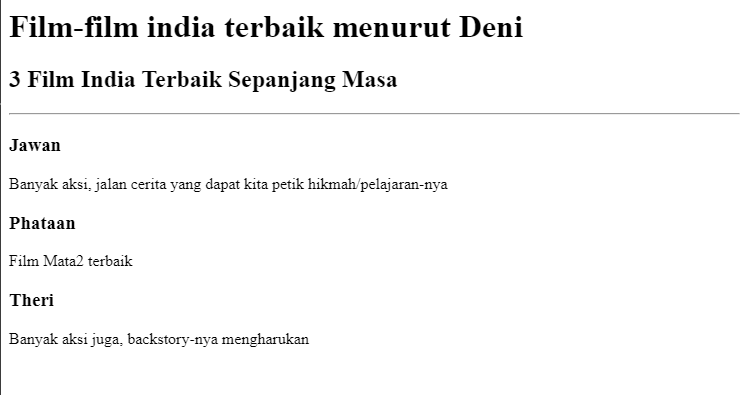 Film-film india terbaik menurut Deni
3 Film India Terbaik Sepanjang Masa
Jawan
Banyak aksi, jalan cerita yang dapat kita petik hikmah/pelajaran-nya
Phataan
Film Mata2 terbaik
Theri
Banyak aksi juga, backstory-nya mengharukan